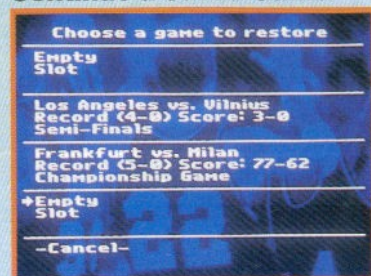 Choose a game to restore
Empty
Slot
Los Angeles vs. Vilnius
Record (4-0) Score: 3-0
Semi-Finals
Frankfurt vs. Milan
Record (5-0) Score: 77-62
Championship Game
Empty
Slot
-Cancel-
22